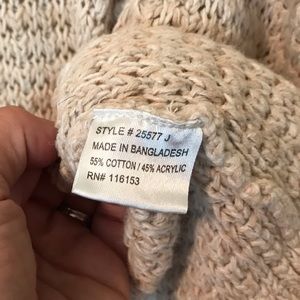 STYLE # 25577 J
MADE IN BANGLADESH
55% COTTON / 45% ACRYLIC
RN# 116153